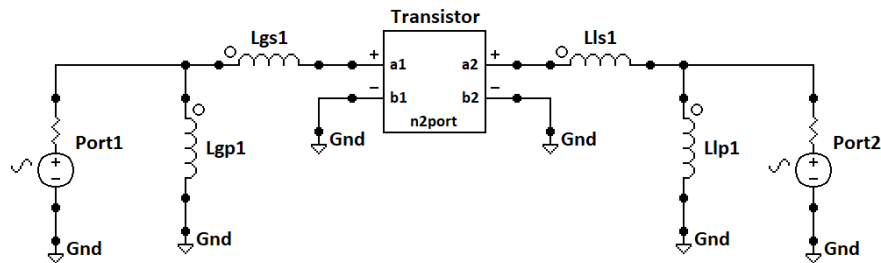 Transistor
Lgs1
Lls1
+
a1
a2
+
−
b1
b2
−
n2port
Port1
+
−
Lgp1
Gnd
Gnd
Llp1
Port2
+
−
Gnd
Gnd
Gnd
Gnd